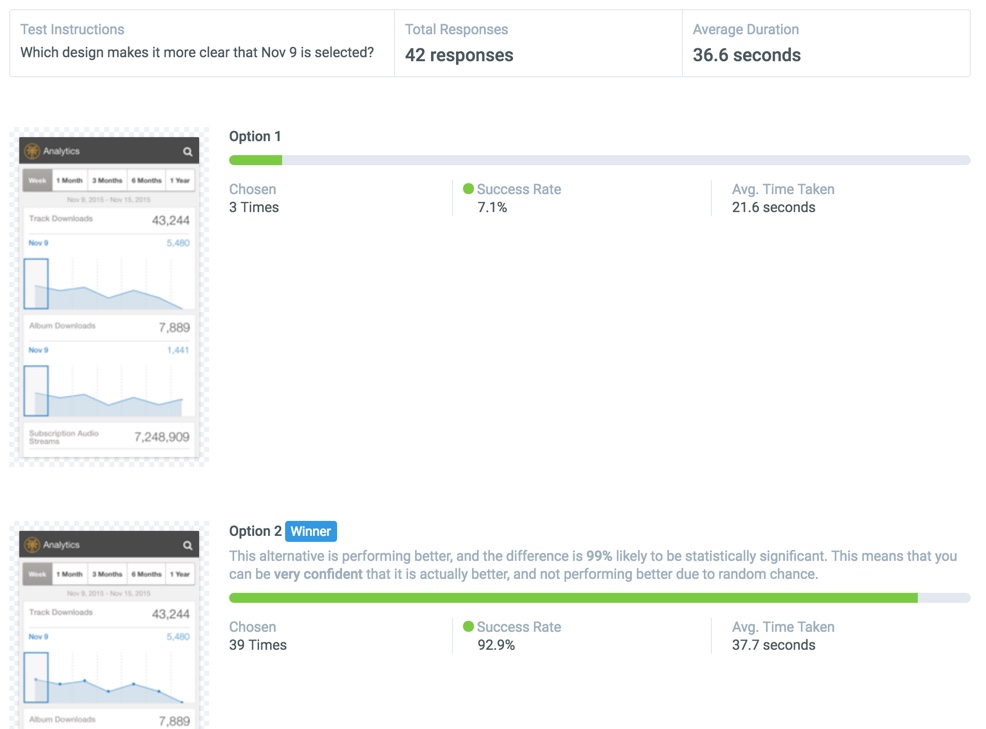 Test Instructions
Which design makes it more clear that Nov 9 is selected?
Total Responses
42 responses
Average Duration
36.6 seconds
Analytics
Week 1 Month 3 Months 6 Months 1 Year
Nov 9, 2015 - Nov 15, 2015
Track Downloads 43,244
Nov 9 5,480
Album Downloads 7,889
Nov 9 1,441
Subscription Audio
Streams 7,248,909
Option 1
Chosen
3 Times
Success Rate
7.1%
Avg. Time Taken
21.6 seconds
Analytics
Week 1 Month 3 Months 6 Months 1 Year
Nov 9, 2015 - Nov 15, 2015
Track Downloads 43,244
Nov 9 5,480
Album Downloads 7,889
Option 2 Winner
This alternative is performing better, and the difference is 99% likely to be statistically significant. This means that you
can be very confident that it is actually better, and not performing better due to random chance.
Chosen
39 Times
Success Rate
92.9%
Avg. Time Taken
37.7 seconds